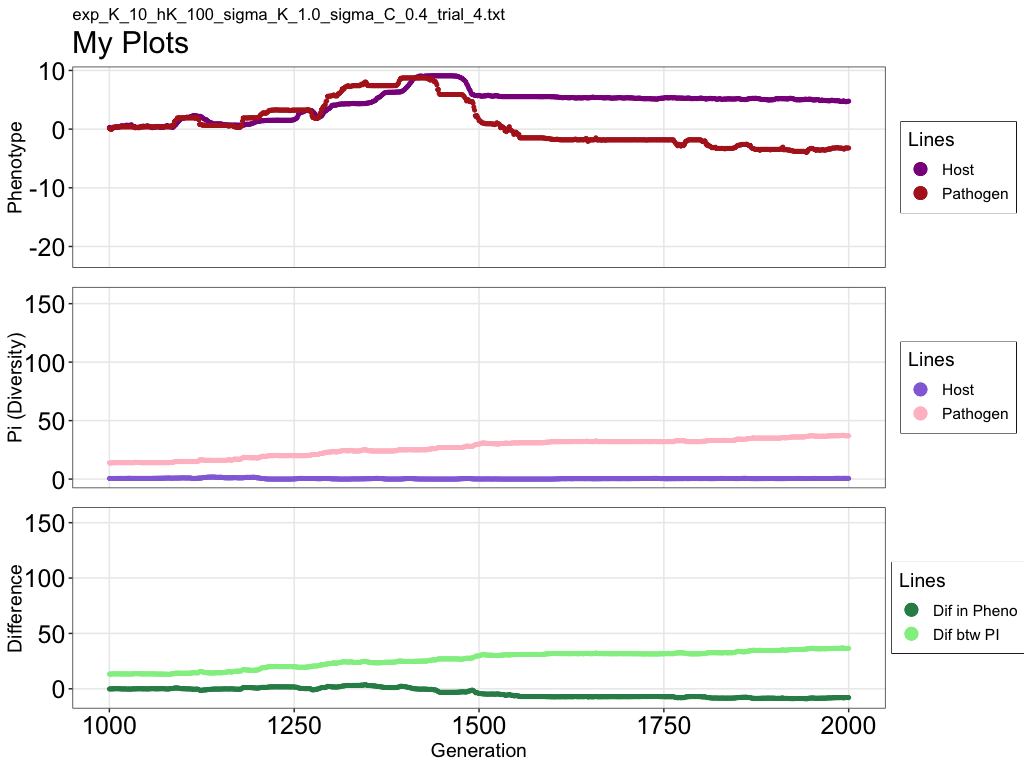 exp_K_10_hK_100_sigma_K_1.0_sigma_C_0.4_trial_4.txt
My Plots
10
0
-10
-20
Phenotype
Lines
Host
Pathogen
150
100
50
0
Pi (Diversity)
Lines
Host
Pathogen
150
100
50
0
Difference
Lines
Dif in Pheno
Dif btw PI
1000 1250 1500 1750 2000
Generation